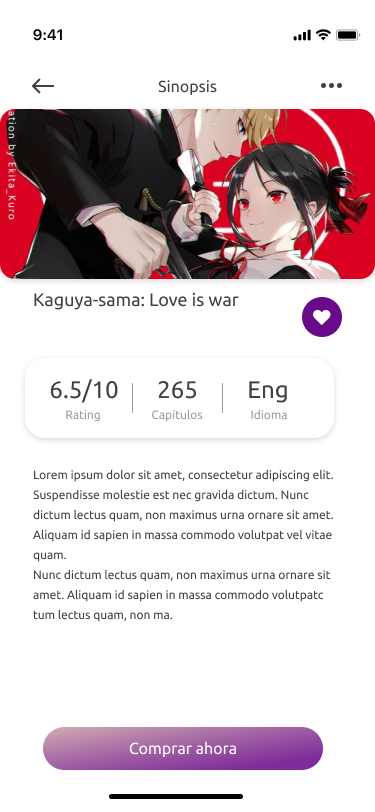 9:41
Sinopsis
ation by Ekita_Kuro
Kaguya-sama: Love is war
6.5/10 265 Eng
Rating Capítulos Idioma
Lorem ipsum dolor sit amet, consectetur adipiscing elit.
Suspendisse molestie est nec gravida dictum. Nunc
dictum lectus quam, non maximus urna ornare sit amet.
Aliquam id sapien in massa commodo volutpat vel vitae
quam.
Nunc dictum lectus quam, non maximus urna ornare sit
amet. Aliquam id sapien in massa commodo volutpatc
tum lectus quam, non ma.
Comprar ahora